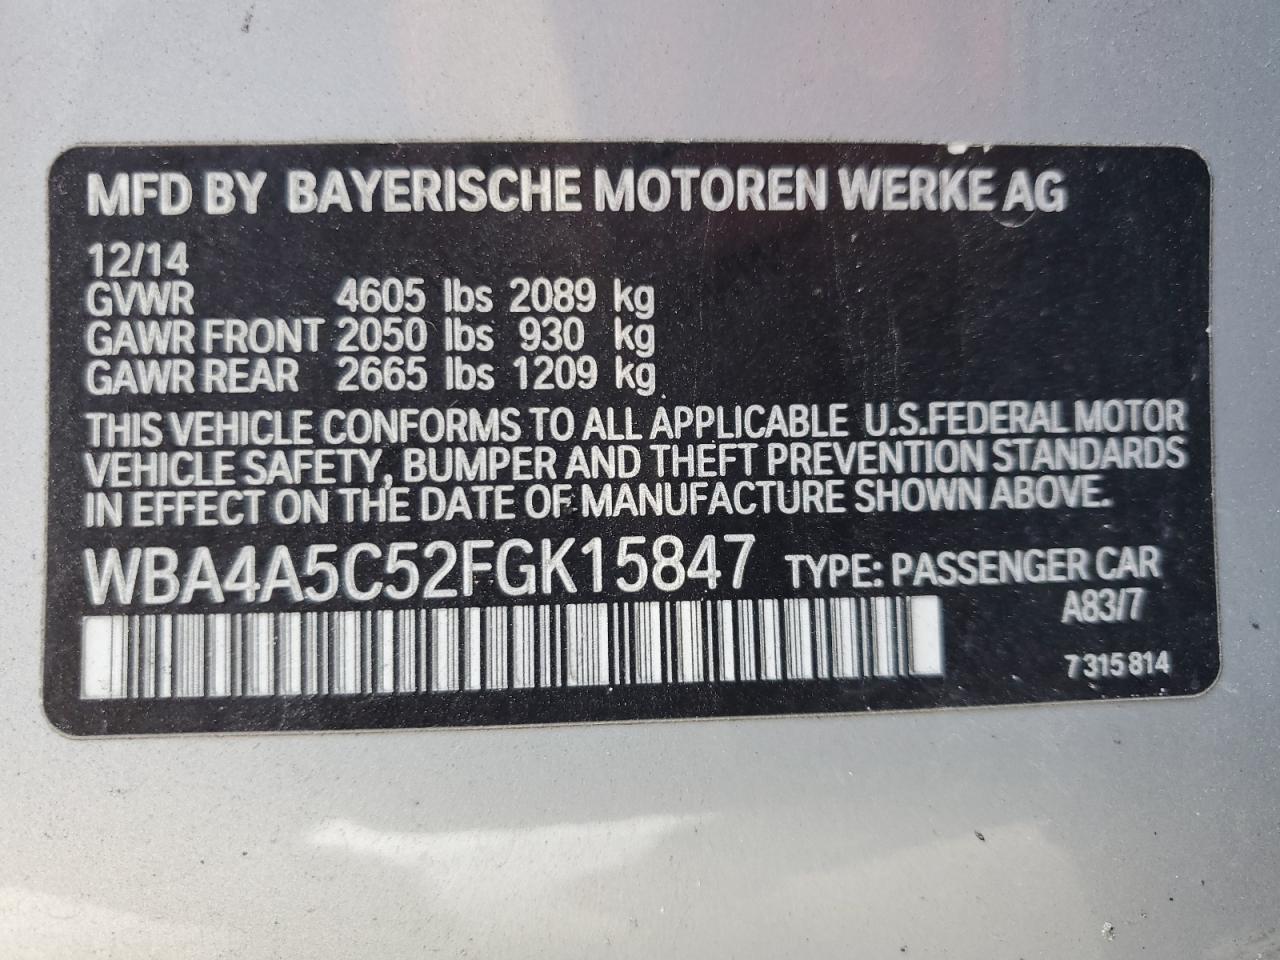 MFD BY BAYERISCHE MOTOREN WERKE AG
12/14
GVWR 4605 lbs 2089 kg
GAWR FRONT 2050 lbs 930 kg
GAWR REAR 2665 lbs 1209 kg
THIS VEHICLE CONFORMS TO ALL APPLICABLE U.S.FEDERAL MOTOR
VEHICLE SAFETY, BUMPER AND THEFT PREVENTION STANDARDS
IN EFFECT ON THE DATE OF MANUFACTURE SHOWN ABOVE.
WBA4A5C52FGK15847 TYPE: PASSENGER CAR
A83/7
7 315 814